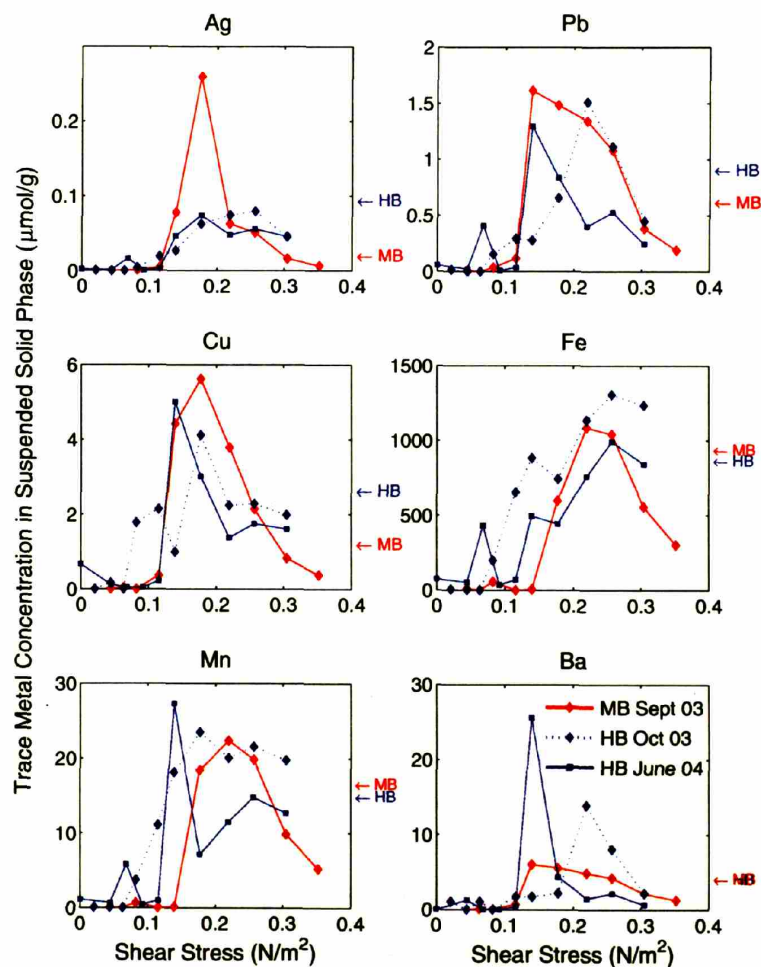 Ag
Pb
Trace Metal Concentration in Suspended Solid Phase (μmol/g)
0.2
0.1
0
0 0.1 0.2 0.3 0.4
← HB
← MB
2
1.5
1
0.5
0
0 0.1 0.2 0.3 0.4
← HB
← MB
Cu
Fe
6
4
2
0
0 0.1 0.2 0.3 0.4
← HB
← MB
1500
1000
500
0
0 0.1 0.2 0.3 0.4
← MB
← HB
Mn
Ba
30
20
10
0
0 0.1 0.2 0.3 0.4
← MB
← HB
Shear Stress (N/m²)
30
20
10
0
0 0.1 0.2 0.3 0.4
MB Sept 03
HB Oct 03
HB June 04
← MB
Shear Stress (N/m²)